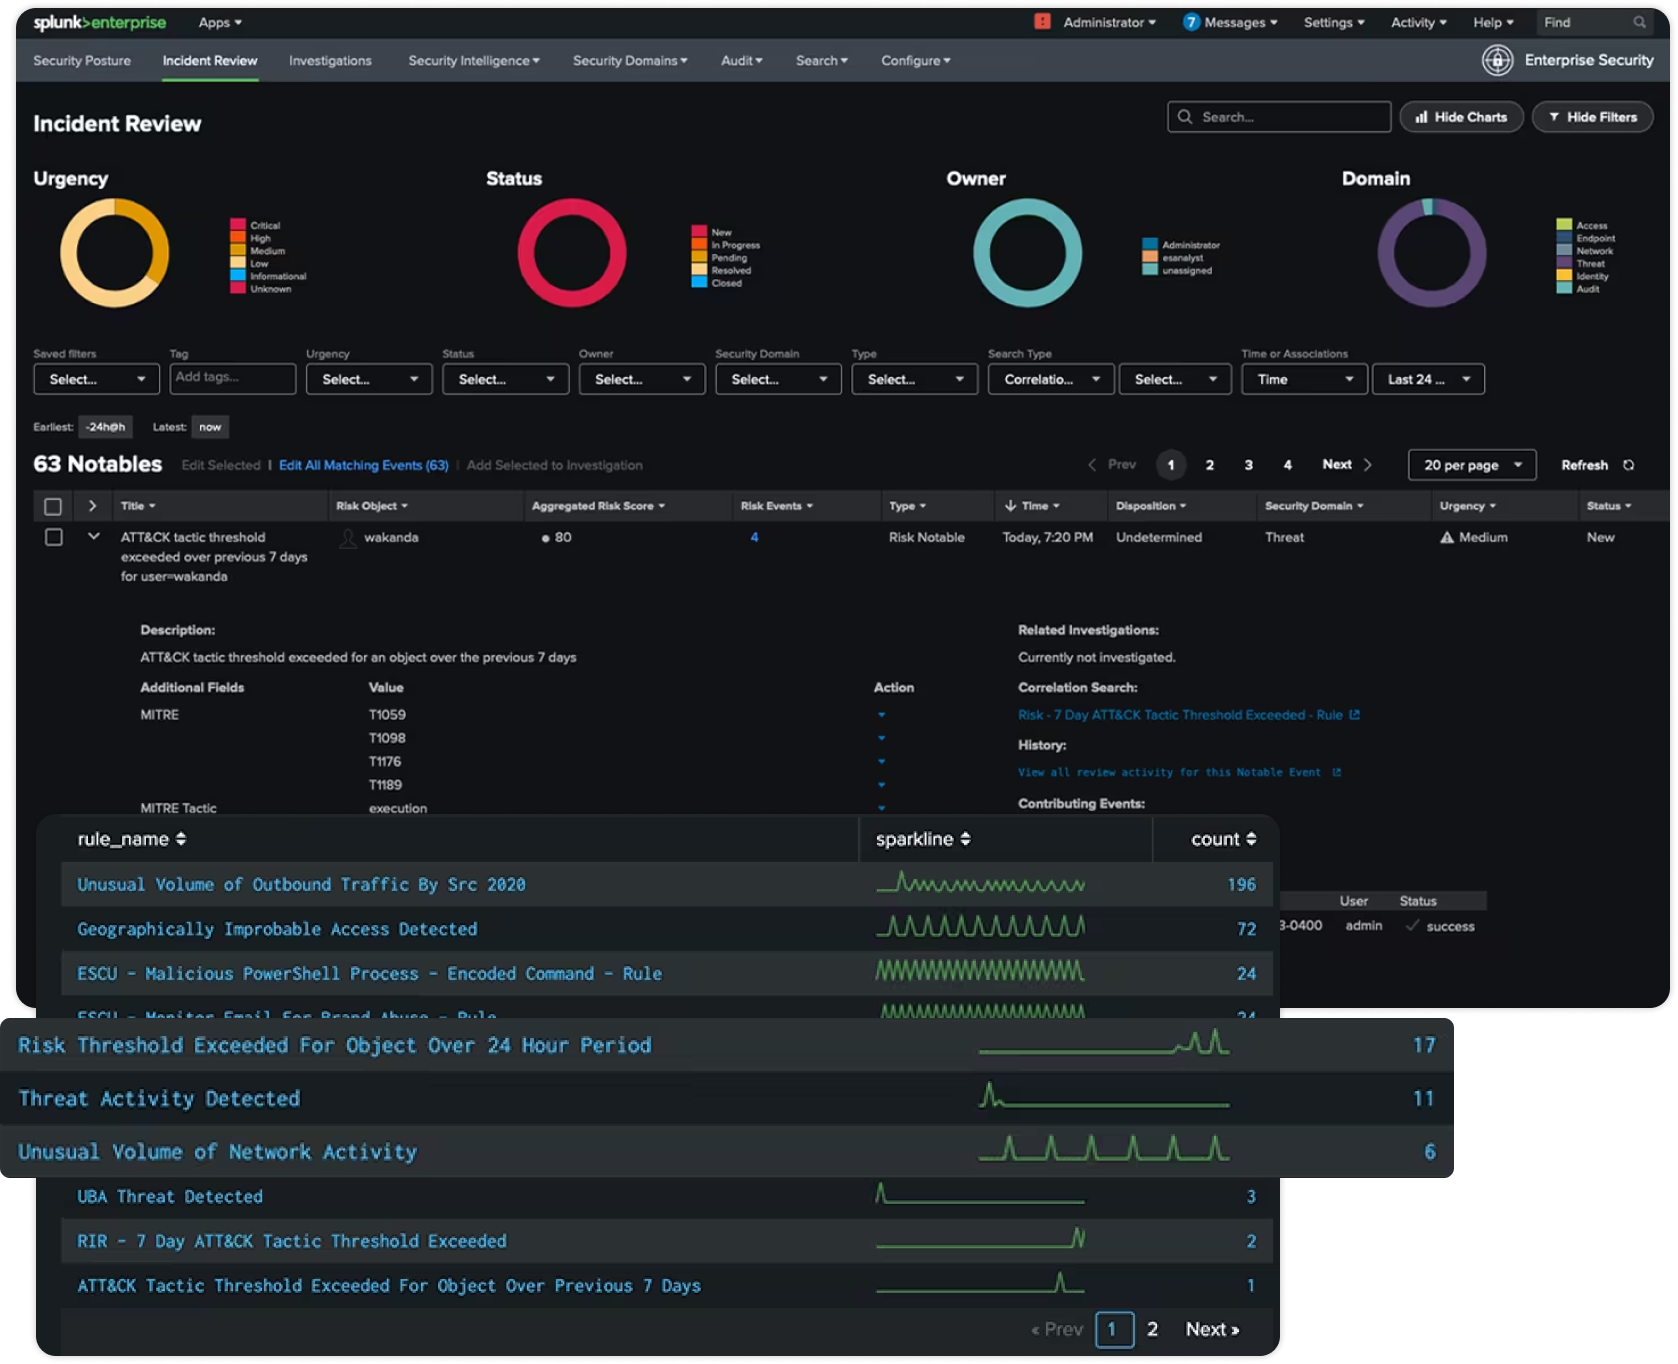 splunk>enterprise Apps Administrator 7 Messages Settings Activity Help Find
Security Posture Incident Review Investigations Security Intelligence Security Domains Audit Search Configure Enterprise Security
Incident Review Search... Hide Charts Hide Filters
Urgency
Critical
High
Medium
Low
Informational
Unknown
Status
New
In Progress
Pending
Resolved
Closed
Owner
Administrator
esanalyst
unassigned
Domain
Access
Endpoint
Network
Threat
Identity
Audit
Saved filters Tag Urgency Status Owner Security Domain Type Search Type Time or Associations
Select... Add tags... Select... Select... Select... Select... Select... Correlatio... Select... Time Last 24 ...
Earliest: -24h@h Latest: now
63 Notables Edit Selected | Edit All Matching Events (63) | Add Selected to Investigation Prev 1 2 3 4 Next 20 per page Refresh
Title Risk Object Aggregated Risk Score Risk Events Type Time Disposition Security Domain Urgency Status
ATT&CK tactic threshold wakanda 80 4 Risk Notable Today, 7:20 PM Undetermined Threat Medium New
exceeded over previous 7 days
for user=wakanda
Description:
ATT&CK tactic threshold exceeded for an object over the previous 7 days
Additional Fields Value Action
MITRE T1059
T1098
T1176
T1189
MITRE Tactic execution
Related Investigations:
Currently not investigated.
Correlation Search:
Risk - 7 Day ATT&CK Tactic Threshold Exceeded - Rule
History:
View all review activity for this Notable Event
Contributing Events:
User Status
3-0400 admin success
rule_name sparkline count
Unusual Volume of Outbound Traffic By Src 2020 196
Geographically Improbable Access Detected 72
ESCU - Malicious PowerShell Process - Encoded Command - Rule 24
ESCU - Monitor Email For Brand Abuse - Rule 24
Risk Threshold Exceeded For Object Over 24 Hour Period 17
Threat Activity Detected 11
Unusual Volume of Network Activity 6
UBA Threat Detected 3
RIR - 7 Day ATT&CK Tactic Threshold Exceeded 2
ATT&CK Tactic Threshold Exceeded For Object Over Previous 7 Days 1
« Prev 1 2 Next »